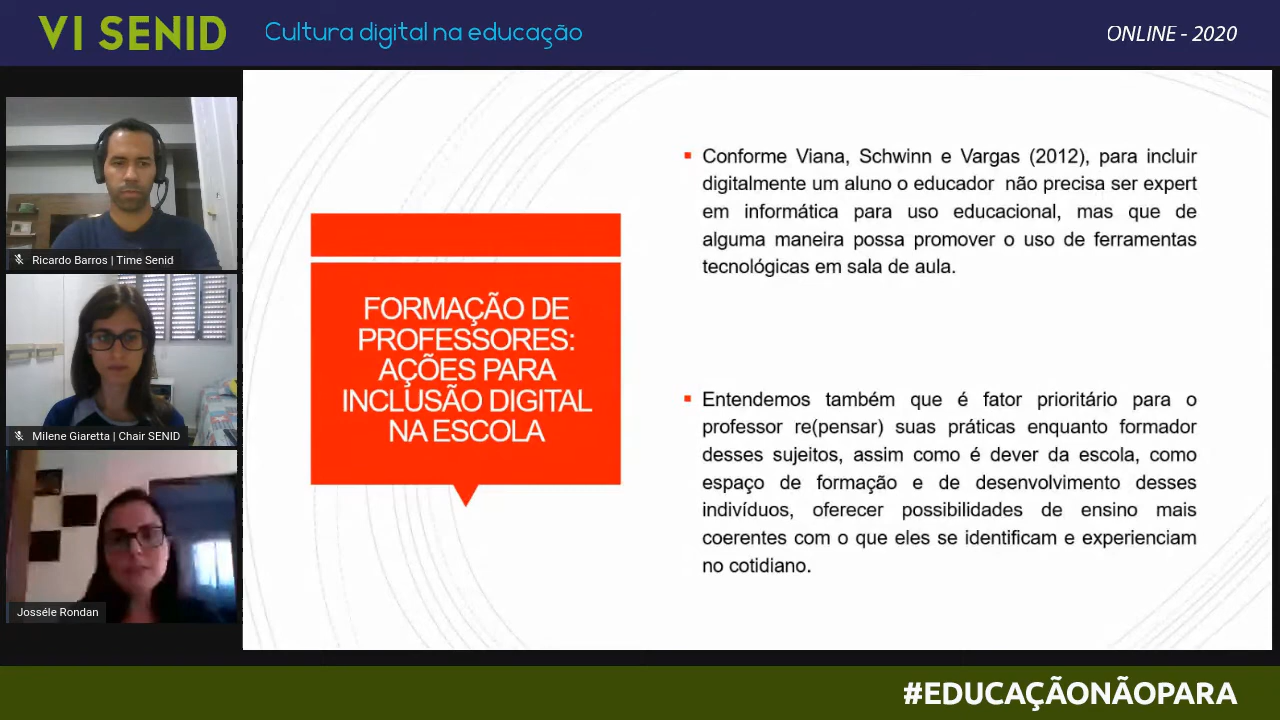 VI SENID
Cultura digital na educação
ONLINE - 2020
Ricardo Barros | Time Senid
Milene Giaretta | Chair SENID
Josséle Rondan
FORMAÇÃO DE
PROFESSORES:
AÇÕES PARA
INCLUSÃO DIGITAL
NA ESCOLA
Conforme Viana, Schwinn e Vargas (2012), para incluir
digitalmente um aluno o educador não precisa ser expert
em informática para uso educacional, mas que de
alguma maneira possa promover o uso de ferramentas
tecnológicas em sala de aula.
Entendemos também que é fator prioritário para o
professor re(pensar) suas práticas enquanto formador
desses sujeitos, assim como é dever da escola, como
espaço de formação e de desenvolvimento desses
indivíduos, oferecer possibilidades de ensino mais
coerentes com o que eles se identificam e experienciam
no cotidiano.
#EDUCAÇÃONÃOPARA